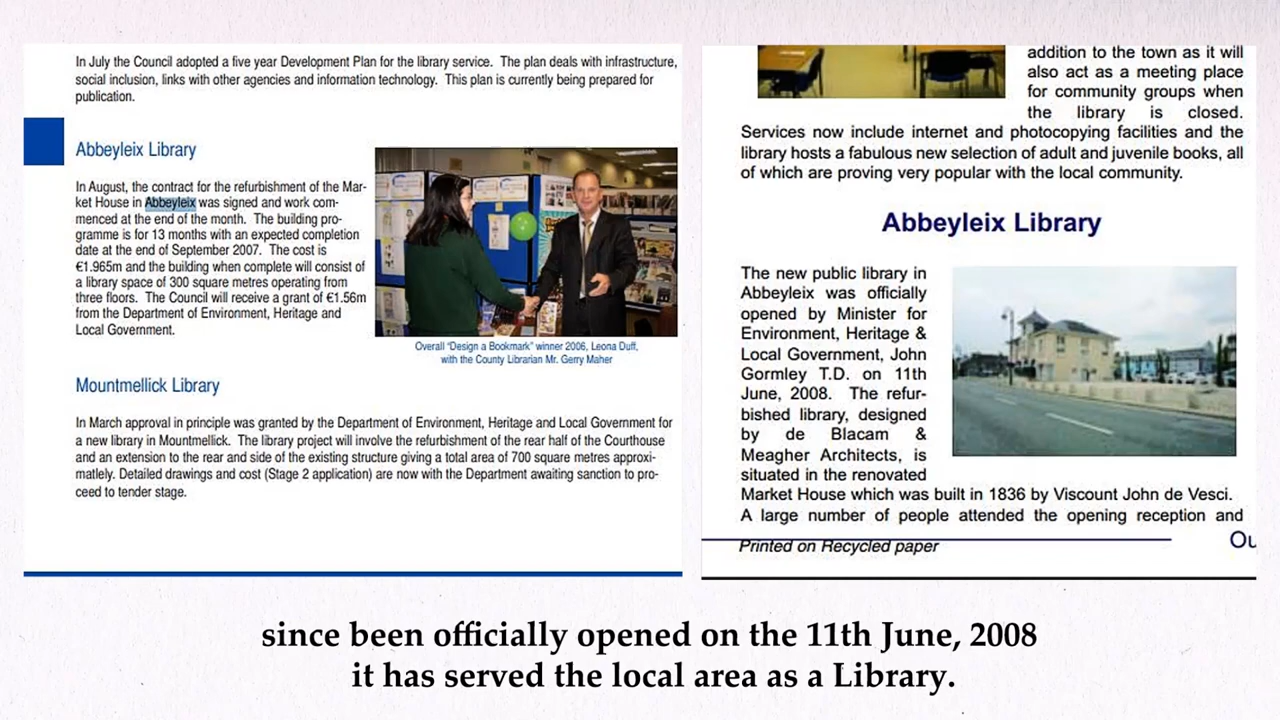 In July the Council adopted a five year Development Plan for the library service. The plan deals with infrastructure,
social inclusion, links with other agencies and information technology. This plan is currently being prepared for
publication.
Abbeyleix Library
In August, the contract for the refurbishment of the Mar-
ket House in Abbeyleix was signed and work com-
menced at the end of the month. The building pro-
gramme is for 13 months with an expected completion
date at the end of September 2007. The cost is
€1.965m and the building when complete will consist of
a library space of 300 square metres operating from
three floors. The Council will receive a grant of €1.56m
from the Department of Environment, Heritage and
Local Government.
Overall "Design a Bookmark" winner 2006, Leona Duff,
with the County Librarian Mr. Gerry Maher
Mountmellick Library
In March approval in principle was granted by the Department of Environment, Heritage and Local Government for
a new library in Mountmellick. The library project will involve the refurbishment of the rear half of the Courthouse
and an extension to the rear and side of the existing structure giving a total area of 700 square metres approxi-
matlely. Detailed drawings and cost (Stage 2 application) are now with the Department awaiting sanction to pro-
ceed to tender stage.
addition to the town as it will
also act as a meeting place
for community groups when
the library is closed.
Services now include internet and photocopying facilities and the
library hosts a fabulous new selection of adult and juvenile books, all
of which are proving very popular with the local community.
Abbeyleix Library
The new public library in
Abbeyleix was officially
opened by Minister for
Environment, Heritage &
Local Government, John
Gormley T.D. on 11th
June, 2008. The refur-
bished library, designed
by de Blacam &
Meagher Architects, is
situated in the renovated
Market House which was built in 1836 by Viscount John de Vesci.
A large number of people attended the opening reception and
Printed on Recycled paper
Ou
since been officially opened on the 11th June, 2008
it has served the local area as a Library.